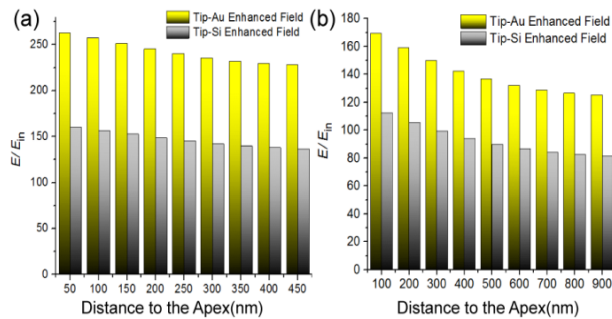 (a)
Tip-Au Enhanced Field
Tip-Si Enhanced Field
E/E_in
250
200
150
100
50
0
50 100 150 200 250 300 350 400 450
Distance to the Apex(nm)
(b)
Tip-Au Enhanced Field
Tip-Si Enhanced Field
E/E_in
180
160
140
120
100
80
60
40
20
0
100 200 300 400 500 600 700 800 900
Distance to the Apex(nm)